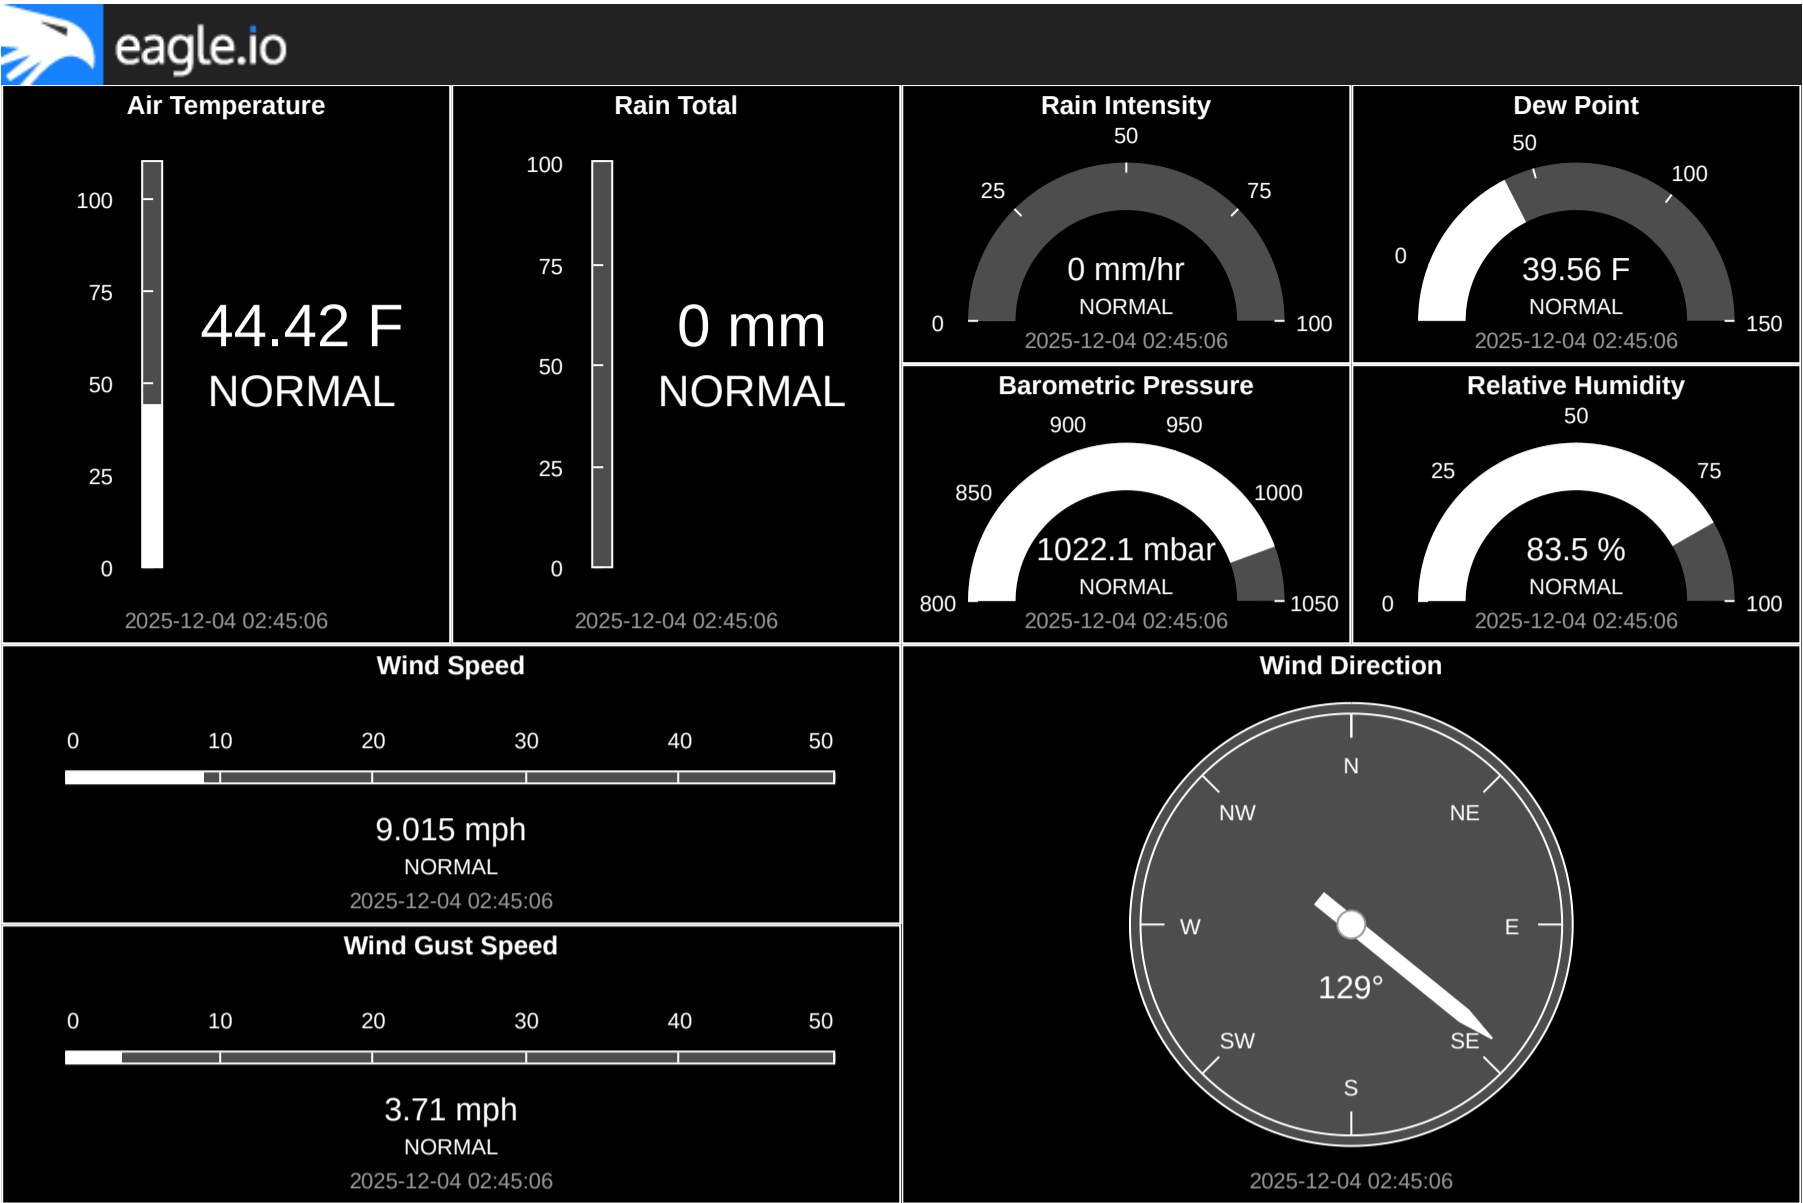 eagle.io
Air Temperature
100
75
50
25
0
44.42 F
NORMAL
2025-12-04 02:45:06
Rain Total
100
75
50
25
0
0 mm
NORMAL
2025-12-04 02:45:06
Rain Intensity
0
25
50
75
100
0 mm/hr
NORMAL
2025-12-04 02:45:06
Dew Point
0
50
100
150
39.56 F
NORMAL
2025-12-04 02:45:06
Barometric Pressure
800
850
900
950
1000
1050
1022.1 mbar
NORMAL
2025-12-04 02:45:06
Relative Humidity
0
25
50
75
100
83.5 %
NORMAL
2025-12-04 02:45:06
Wind Speed
0 10 20 30 40 50
9.015 mph
NORMAL
2025-12-04 02:45:06
Wind Gust Speed
0 10 20 30 40 50
3.71 mph
NORMAL
2025-12-04 02:45:06
Wind Direction
N
NW NE
W E
129°
SW SE
S
2025-12-04 02:45:06